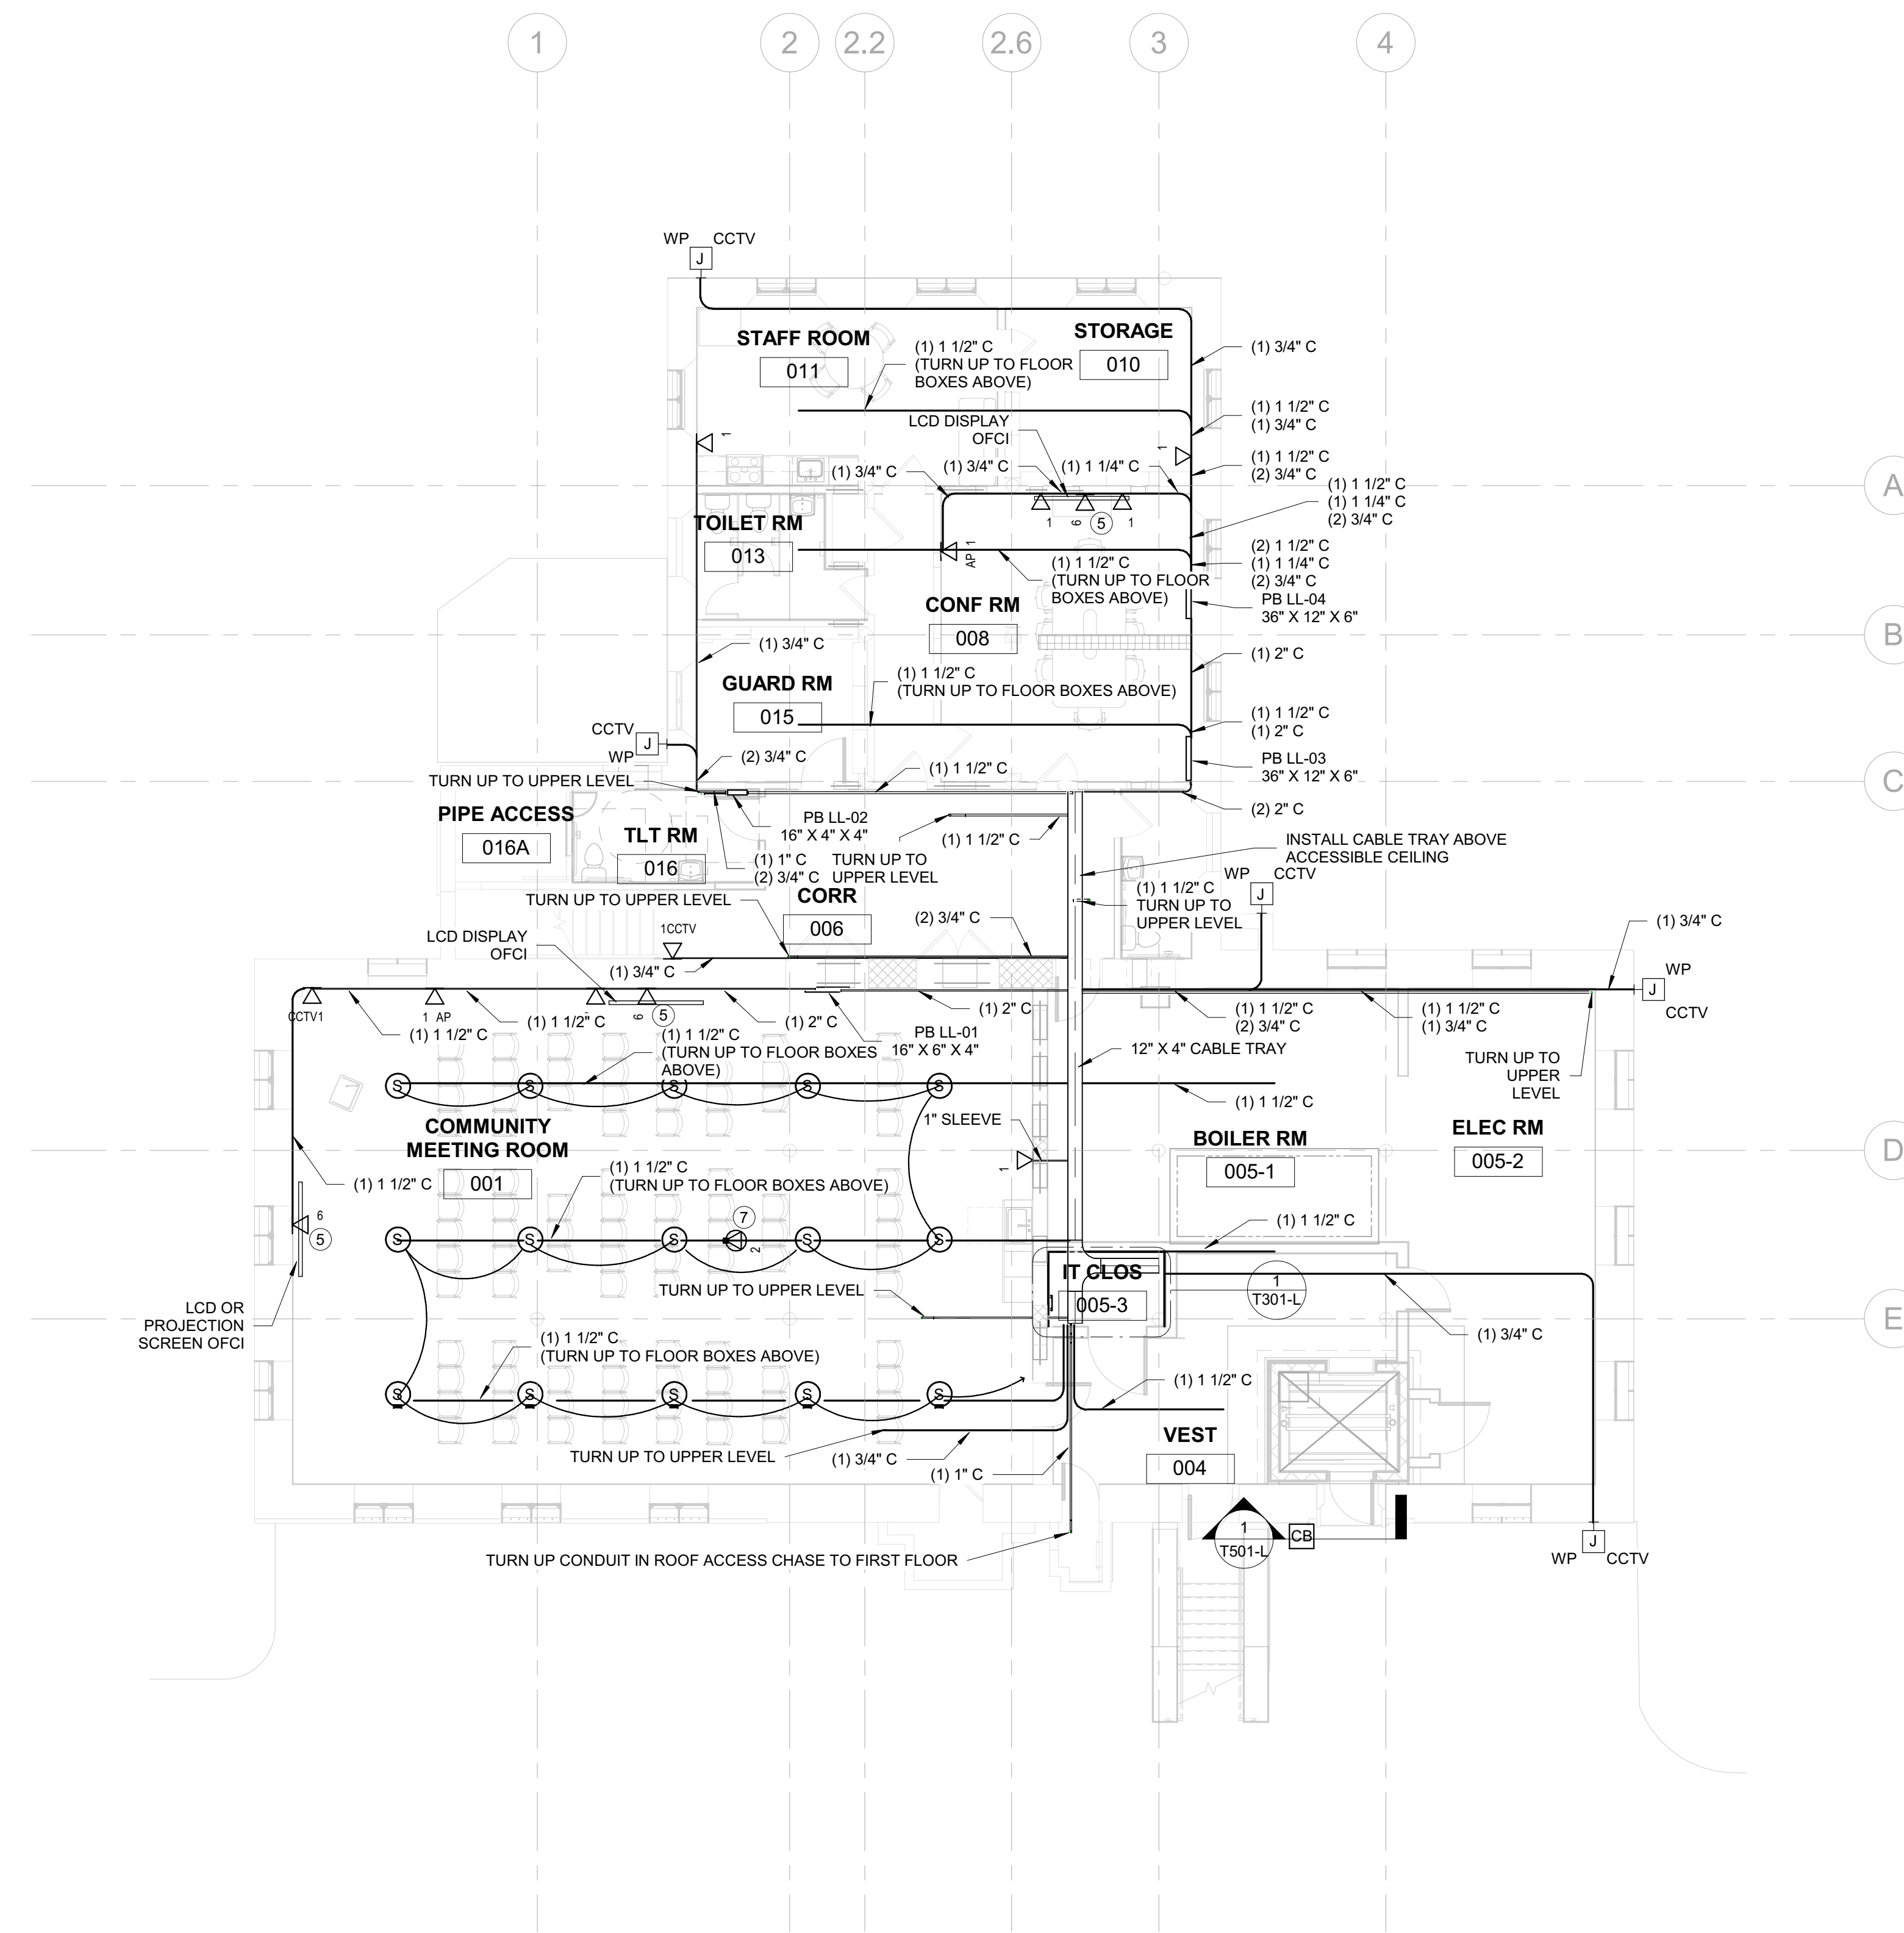 1
2
2.2
2.6
3
4
WP
CCTV
J
STAFF ROOM
011
(1) 1 1/2" C
(TURN UP TO FLOOR
BOXES ABOVE)
STORAGE
010
(1) 3/4" C
LCD DISPLAY
OFCI
(1) 1 1/2" C
(1) 3/4" C
1
1
(1) 3/4" C
(1) 3/4" C
(1) 1 1/4" C
(1) 1 1/2" C
(2) 3/4" C
(1) 1 1/2" C
(1) 1 1/4" C
(2) 3/4" C
A
1
6
5
1
TOILET RM
013
AP
1
(1) 1 1/2" C
(TURN UP TO FLOOR
BOXES ABOVE)
(2) 1 1/2" C
(1) 1 1/4" C
(2) 3/4" C
PB LL-04
36" X 12" X 6"
CONF RM
008
B
(1) 3/4" C
(1) 2" C
GUARD RM
015
(1) 1 1/2" C
(TURN UP TO FLOOR BOXES ABOVE)
(1) 1 1/2" C
(1) 2" C
CCTV
J
WP
(2) 3/4" C
(1) 1 1/2" C
PB LL-03
36" X 12" X 6"
TURN UP TO UPPER LEVEL
C
(2) 2" C
PIPE ACCESS
016A
TLT RM
016
PB LL-02
16" X 4" X 4"
(1) 1 1/2" C
INSTALL CABLE TRAY ABOVE
ACCESSIBLE CEILING
(1) 1" C
(2) 3/4" C
TURN UP TO
UPPER LEVEL
WP
CCTV
J
(1) 1 1/2" C
TURN UP TO
UPPER LEVEL
TURN UP TO UPPER LEVEL
CORR
006
(2) 3/4" C
(1) 3/4" C
1CCTV
LCD DISPLAY
OFCI
(1) 3/4" C
WP
J
CCTV
CCTV1
1 AP
6
5
(1) 2" C
(1) 2" C
(1) 1 1/2" C
(1) 1 1/2" C
(1) 1 1/2" C
(TURN UP TO FLOOR BOXES
ABOVE)
PB LL-01
16" X 6" X 4"
(1) 1 1/2" C
(2) 3/4" C
(1) 1 1/2" C
(1) 3/4" C
12" X 4" CABLE TRAY
TURN UP TO
UPPER
LEVEL
S
S
S
S
S
(1) 1 1/2" C
1" SLEEVE
COMMUNITY
MEETING ROOM
001
1
BOILER RM
005-1
ELEC RM
005-2
D
(1) 1 1/2" C
(1) 1 1/2" C
(TURN UP TO FLOOR BOXES ABOVE)
6
5
7
2
S
S
S
S
S
(1) 1 1/2" C
IT CLOS
005-3
1
T301-L
TURN UP TO UPPER LEVEL
LCD OR
PROJECTION
SCREEN OFCI
E
(1) 3/4" C
(1) 1 1/2" C
(TURN UP TO FLOOR BOXES ABOVE)
S
S
S
S
S
(1) 1 1/2" C
TURN UP TO UPPER LEVEL
(1) 3/4" C
(1) 1" C
VEST
004
1
T501-L
CB
J
WP
CCTV
TURN UP CONDUIT IN ROOF ACCESS CHASE TO FIRST FLOOR